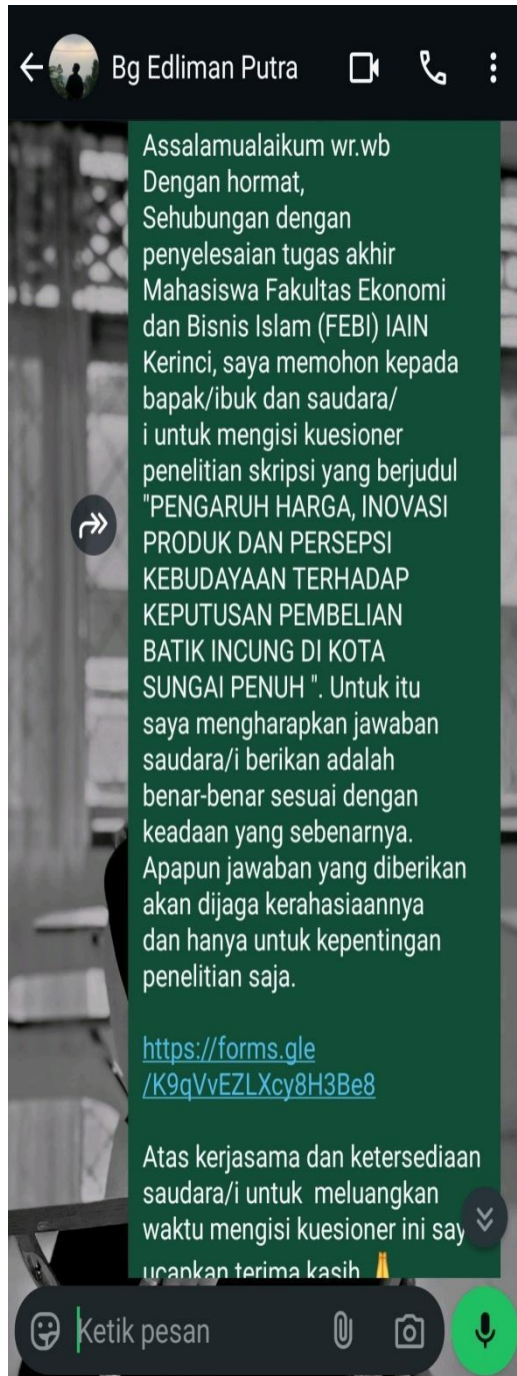 Bg Edliman Putra
Assalamualaikum wr.wb
Dengan hormat,
Sehubungan dengan
penyelesaian tugas akhir
Mahasiswa Fakultas Ekonomi
dan Bisnis Islam (FEBI) IAIN
Kerinci, saya memohon kepada
bapak/ibuk dan saudara/
i untuk mengisi kuesioner
penelitian skripsi yang berjudul
"PENGARUH HARGA, INOVASI
PRODUK DAN PERSEPSI
KEBUDAYAAN TERHADAP
KEPUTUSAN PEMBELIAN
BATIK INCUNG DI KOTA
SUNGAI PENUH ". Untuk itu
saya mengharapkan jawaban
saudara/i berikan adalah
benar-benar sesuai dengan
keadaan yang sebenarnya.
Apapun jawaban yang diberikan
akan dijaga kerahasiaannya
dan hanya untuk kepentingan
penelitian saja.
https://forms.gle
/K9qVvEZLXcy8H3Be8
Atas kerjasama dan ketersediaan
saudara/i untuk  meluangkan
waktu mengisi kuesioner ini say
ucapkan terima kasih 🙏
Ketik pesan